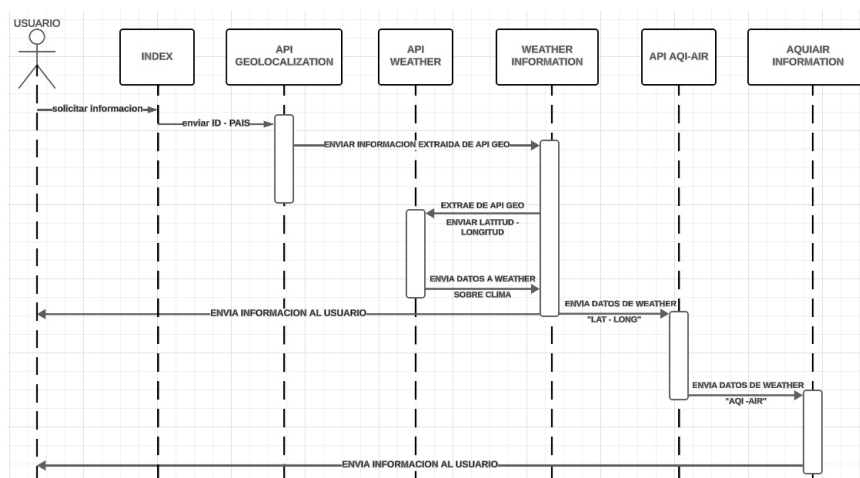 USUARIO
INDEX
API
GEOLOCALIZATION
API
WEATHER
WEATHER
INFORMATION
API AQI-AIR
AQUIAIR
INFORMATION
solicitar informacion
enviar ID - PAIS
ENVIAR INFORMACION EXTRAIDA DE API GEO
EXTRAE DE API GEO
ENVIAR LATITUD -
LONGITUD
ENVIA DATOS A WEATHER
SOBRE CLIMA
ENVIA DATOS DE WEATHER
"LAT - LONG"
ENVIA INFORMACION AL USUARIO
ENVIA DATOS DE WEATHER
"AQI -AIR"
ENVIA INFORMACION AL USUARIO